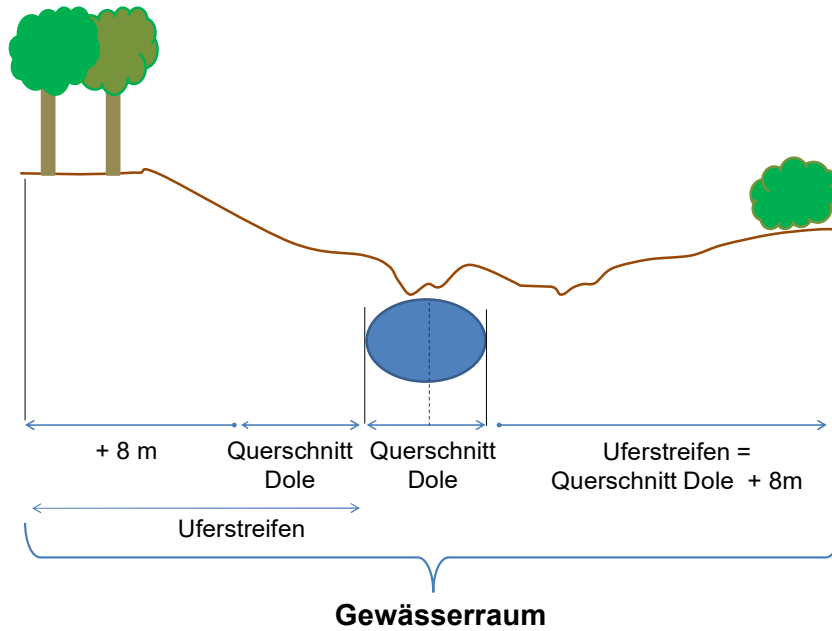 + 8 m
Querschnitt
Dole
Querschnitt
Dole
Uferstreifen =
Querschnitt Dole + 8m
Uferstreifen
Gewässerraum